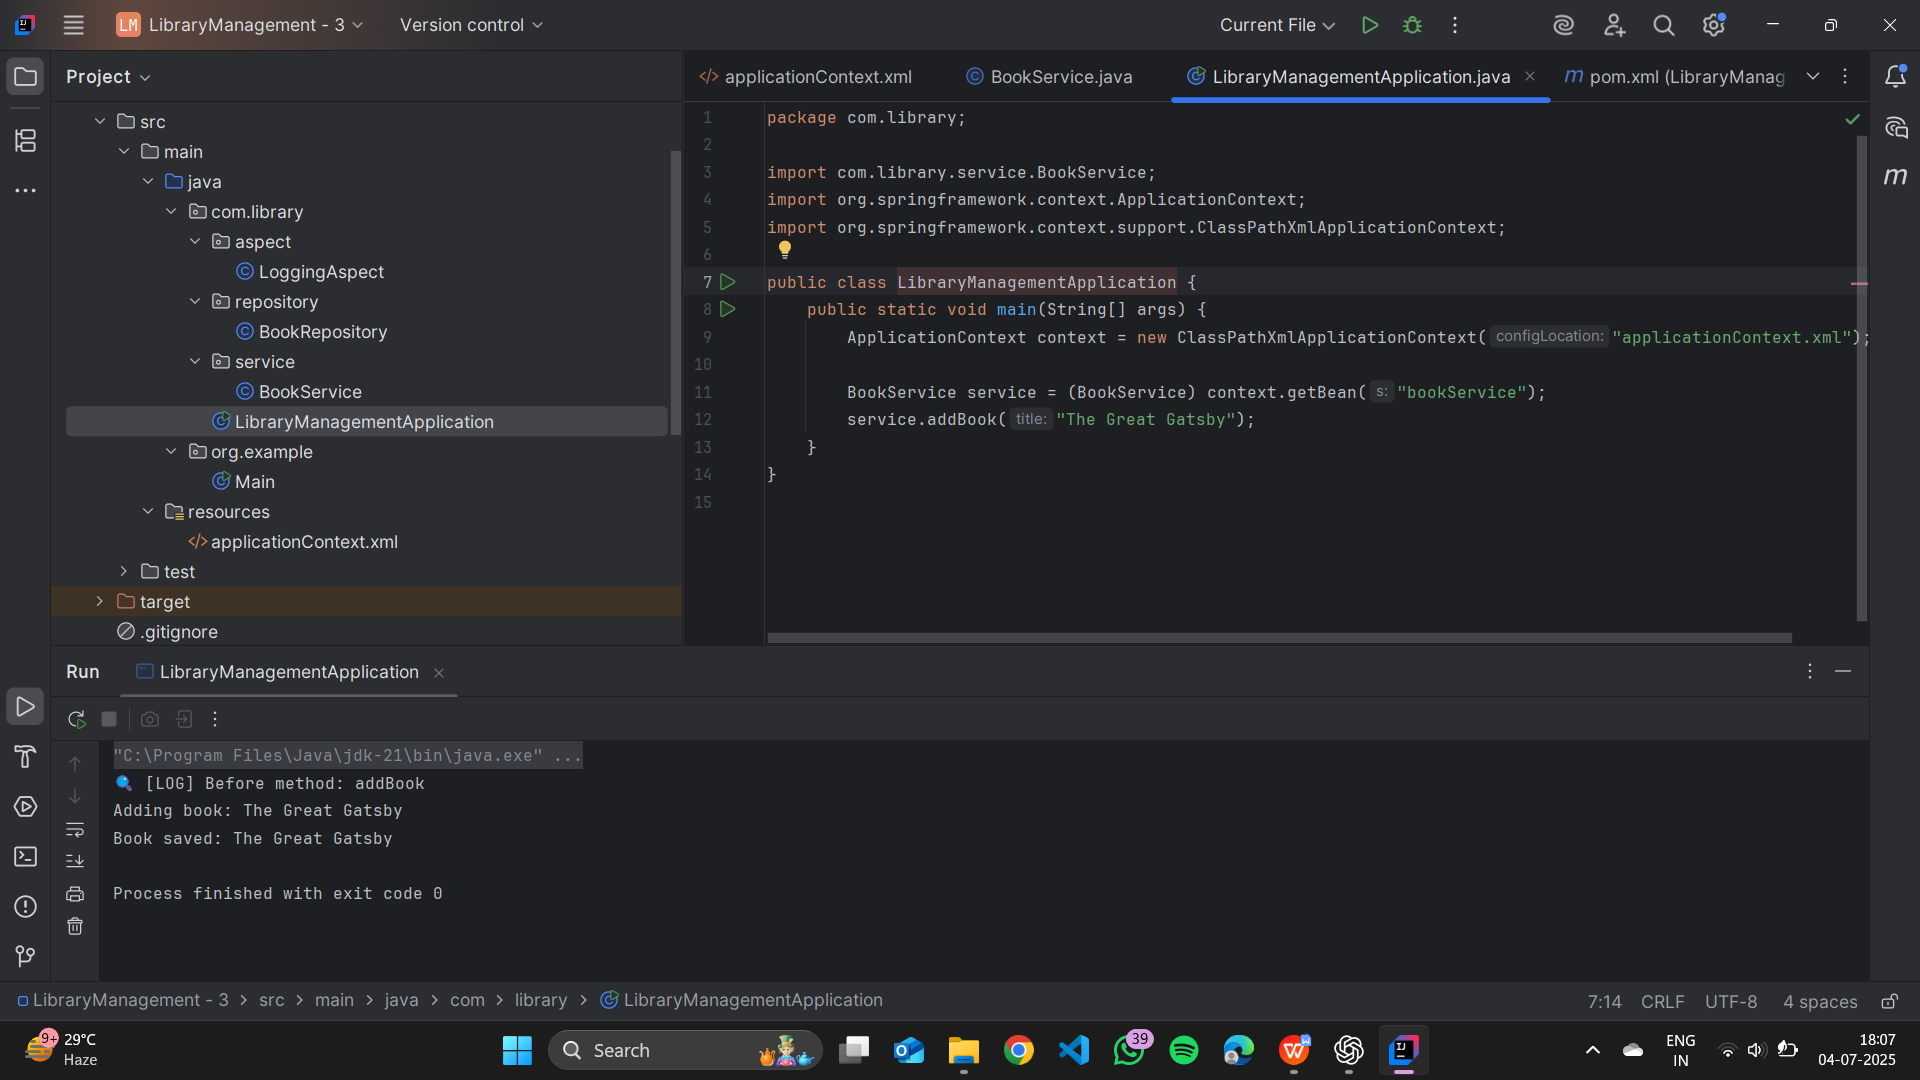 LM LibraryManagement - 3 Version control Current File
Project
applicationContext.xml BookService.java LibraryManagementApplication.java pom.xml (LibraryManag
src
main
java
com.library
aspect
LoggingAspect
repository
BookRepository
service
BookService
LibraryManagementApplication
org.example
Main
resources
applicationContext.xml
test
target
.gitignore
1 package com.library;
2
3 import com.library.service.BookService;
4 import org.springframework.context.ApplicationContext;
5 import org.springframework.context.support.ClassPathXmlApplicationContext;
6
7 public class LibraryManagementApplication {
8 public static void main(String[] args) {
9 ApplicationContext context = new ClassPathXmlApplicationContext( configLocation: "applicationContext.xml");
10
11 BookService service = (BookService) context.getBean( s: "bookService");
12 service.addBook( title: "The Great Gatsby");
13 }
14 }
15
Run LibraryManagementApplication
"C:\Program Files\Java\jdk-21\bin\java.exe" ...
🔍 [LOG] Before method: addBook
Adding book: The Great Gatsby
Book saved: The Great Gatsby
Process finished with exit code 0
LibraryManagement - 3 > src > main > java > com > library > LibraryManagementApplication 7:14 CRLF UTF-8 4 spaces
9+ 29°C
Haze
Search
39
ENG
IN
18:07
04-07-2025